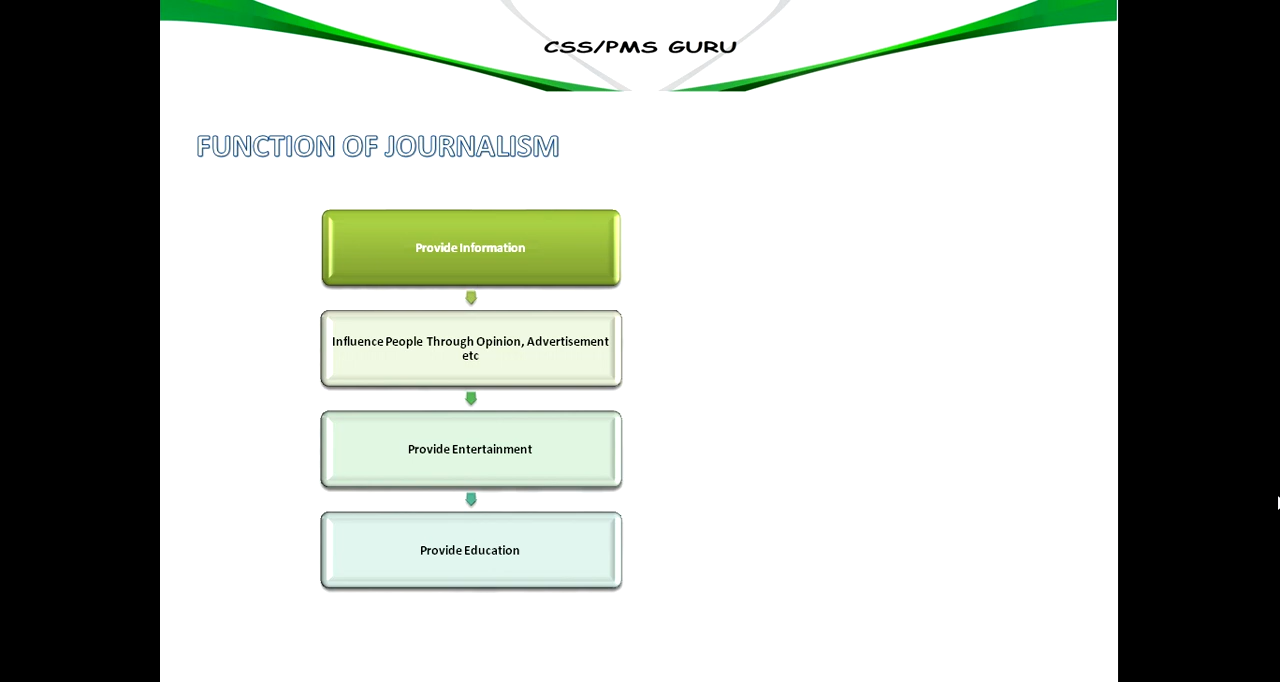 CSS/PMS GURU
FUNCTION OF JOURNALISM
Provide Information
Influence People Through Opinion, Advertisement
etc
Provide Entertainment
Provide Education